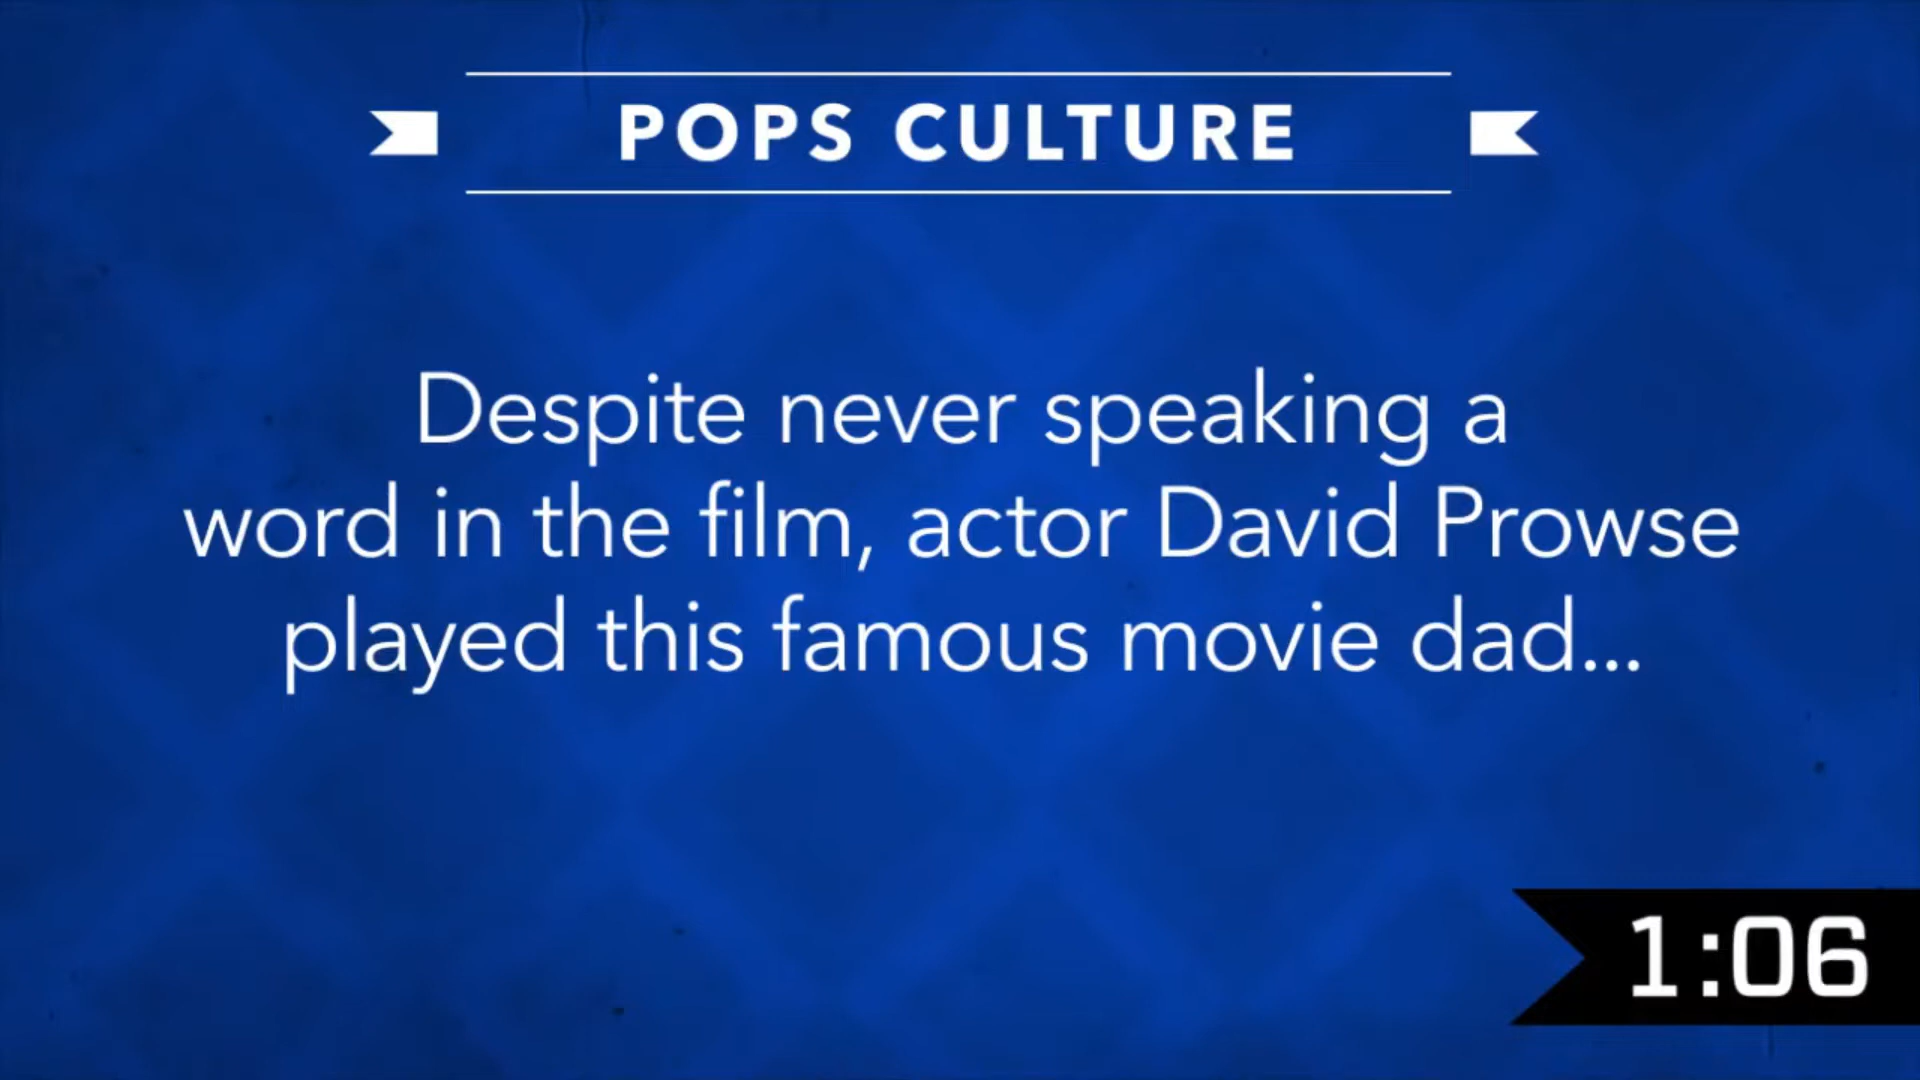 POPS CULTURE
Despite never speaking a
word in the film, actor David Prowse
played this famous movie dad...
1:06